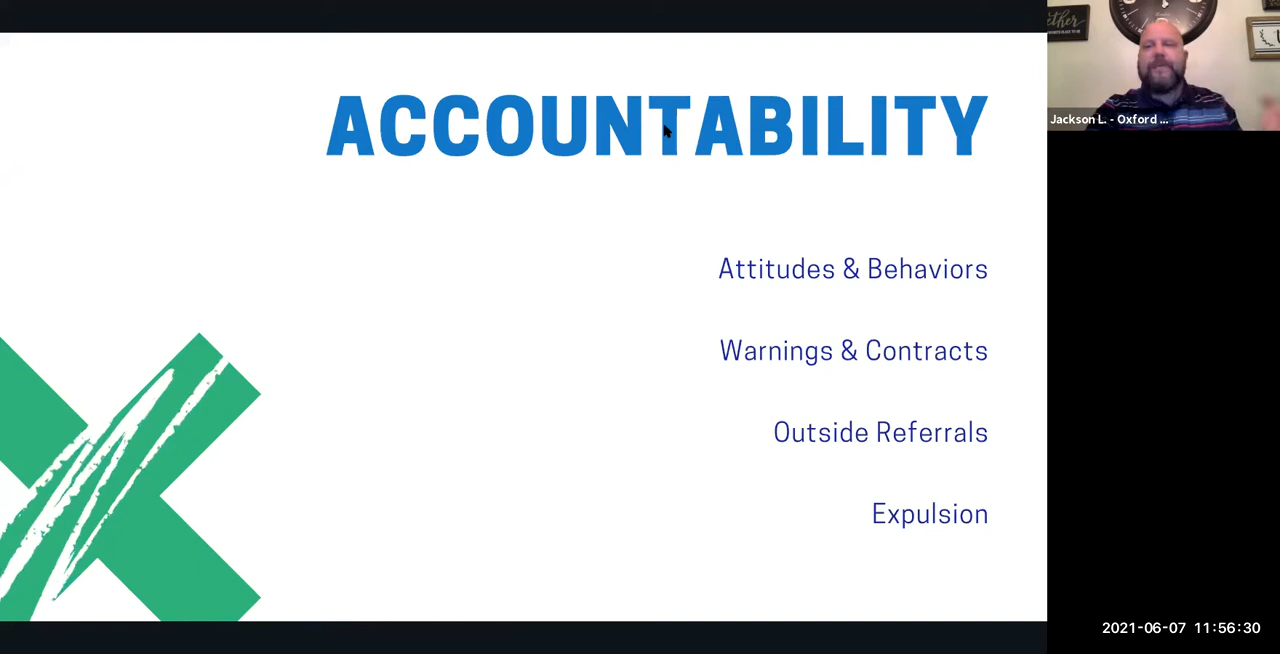 ACCOUNTABILITY
Attitudes & Behaviors
Warnings & Contracts
Outside Referrals
Expulsion
Jackson L. - Oxford ...
2021-06-07 11:56:30